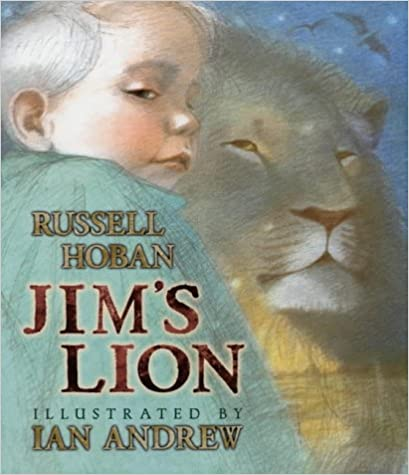 RUSSELL
HOBAN
JIM'S
LION
ILLUSTRATED BY
IAN ANDREW